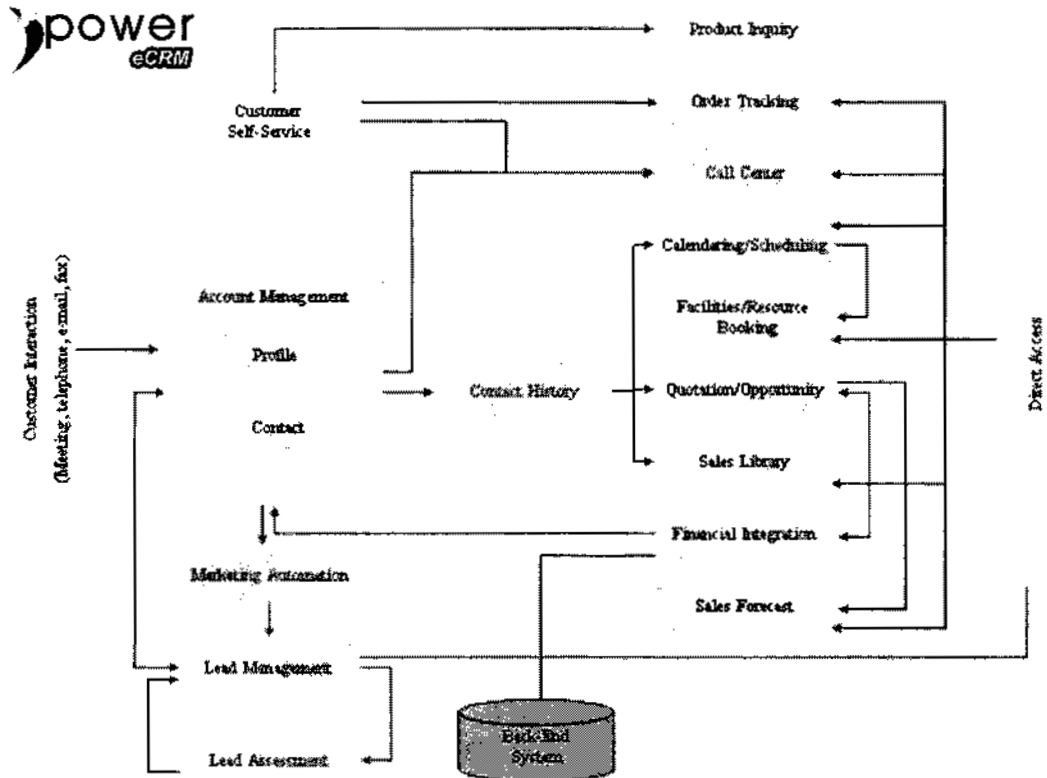 power
eCRM
Product Inquiry
Customer
Self-Service
Order Tracking
Call Center
Calendaring/Scheduling
Account Management
Facilities/Resource
Booking
Customer Interaction
(Meeting, telephone, e-mail, fax)
Profile
Direct Access
Contact History
Quotation/Opportunity
Contact
Sales Library
Financial Integration
Marketing Automation
Sales Forecast
Lead Management
Back-End
System
Lead Assessment